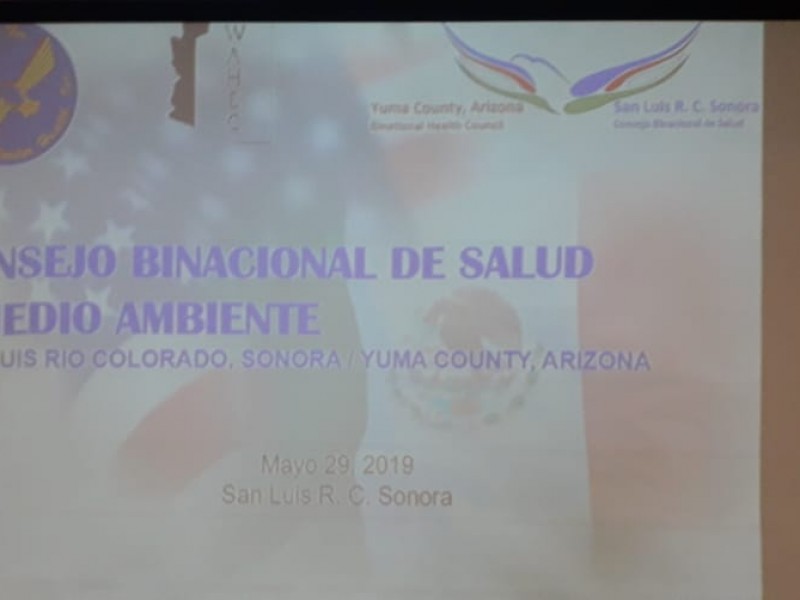 WAHEC
Yuma County, Arizona
Binational Health Council
San Luis R. C. Sonora
Consejo Binacional de Salud
NSEJO BINACIONAL DE SALUD
EDIO AMBIENTE
UIS RIO COLORADO, SONORA / YUMA COUNTY, ARIZONA
Mayo 29, 2019
San Luis R. C. Sonora